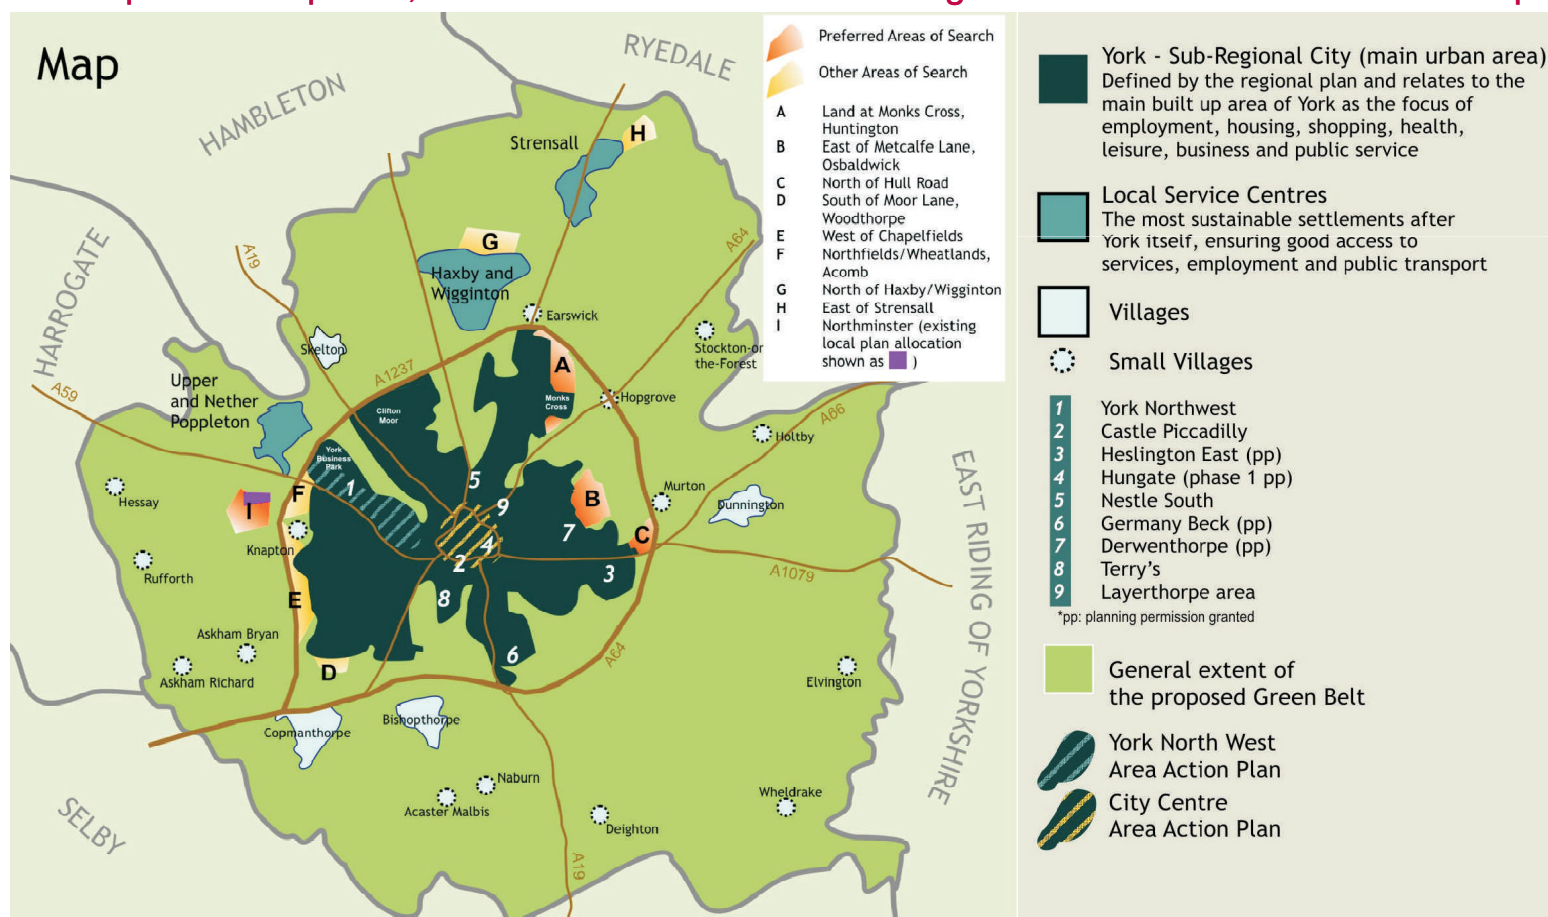 Map
RYEDALE
HAMBLETON
HARROGATE
SELBY
EAST RIDING OF YORKSHIRE
Strensall
H
G
Haxby and
Wigginton
Earswick
A19
A64
Skelton
A1237
Stockton-on
the-Forest
A59
Upper
and Nether
Poppleton
Clifton
Moor
A
Monks
Cross
Hopgrove
A66
Holtby
York
Business
Park
1
5
9
Hessay
I
F
Knapton
B
7
Murton
Dunnington
C
4
2
3
A1079
Rufforth
E
8
Askham Bryan
Askham Richard
D
6
A64
Elvington
Copmanthorpe
Bishopthorpe
Naburn
Acaster Malbis
Deighton
Wheldrake
A19
Preferred Areas of Search
Other Areas of Search
A Land at Monks Cross,
Huntington
B East of Metcalfe Lane,
Osbaldwick
C North of Hull Road
D South of Moor Lane,
Woodthorpe
E West of Chapelfields
F Northfields/Wheatlands,
Acomb
G North of Haxby/Wigginton
H East of Strensall
I Northminster (existing
local plan allocation
shown as )
York - Sub-Regional City (main urban area)
Defined by the regional plan and relates to the
main built up area of York as the focus of
employment, housing, shopping, health,
leisure, business and public service
Local Service Centres
The most sustainable settlements after
York itself, ensuring good access to
services, employment and public transport
Villages
Small Villages
1 York Northwest
2 Castle Piccadilly
3 Heslington East (pp)
4 Hungate (phase 1 pp)
5 Nestle South
6 Germany Beck (pp)
7 Derwenthorpe (pp)
8 Terry's
9 Layerthorpe area
*pp: planning permission granted
General extent of
the proposed Green Belt
York North West
Area Action Plan
City Centre
Area Action Plan